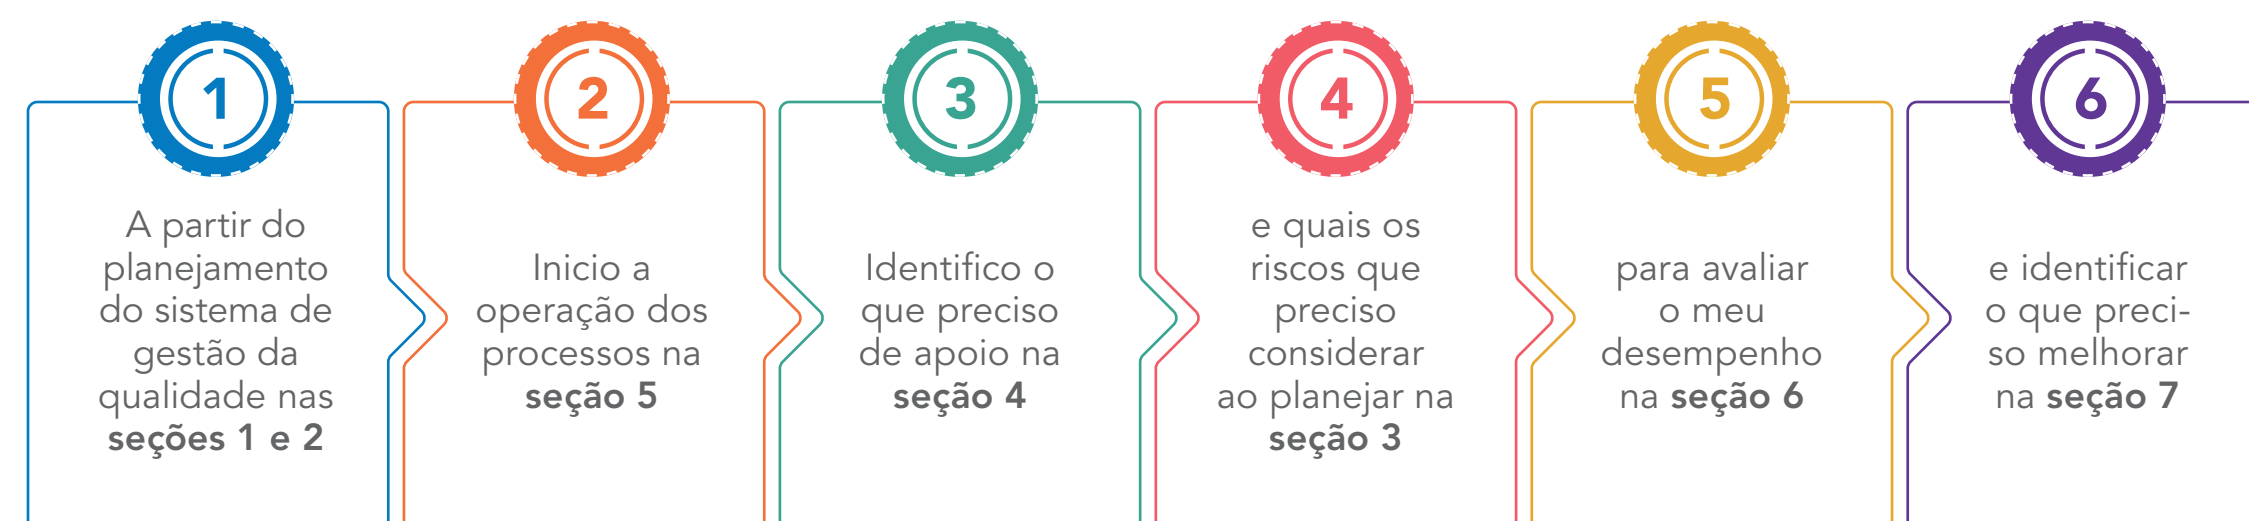 1
A partir do
planejamento
do sistema de
gestão da
qualidade nas
seções 1 e 2
2
Inicio a
operação dos
processos na
seção 5
3
Identifico o
que preciso
de apoio na
seção 4
4
e quais os
riscos que
preciso
considerar
ao planejar na
seção 3
5
para avaliar
o meu
desempenho
na seção 6
6
e identificar
o que preci-
so melhorar
na seção 7